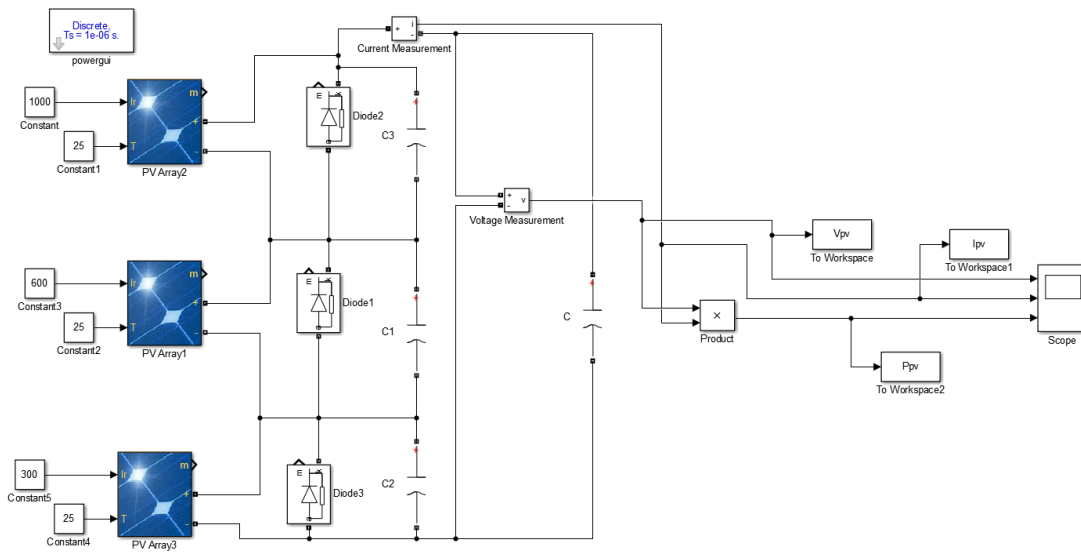 Discrete,
Ts = 1e-06 s.
powergui
i
+
-
Current Measurement
1000
Constant
25
Constant1
Ir
T
m
+
-
PV Array2
m
k
Diode2
+
C3
+
-
v
Voltage Measurement
Vpv
To Workspace
Ipv
To Workspace1
600
Constant3
25
Constant2
Ir
T
m
+
-
PV Array1
m
k
Diode1
+
C1
+
C
×
Product
Scope
Ppv
To Workspace2
300
Constant5
25
Constant4
Ir
T
m
+
-
PV Array3
m
k
Diode3
+
C2